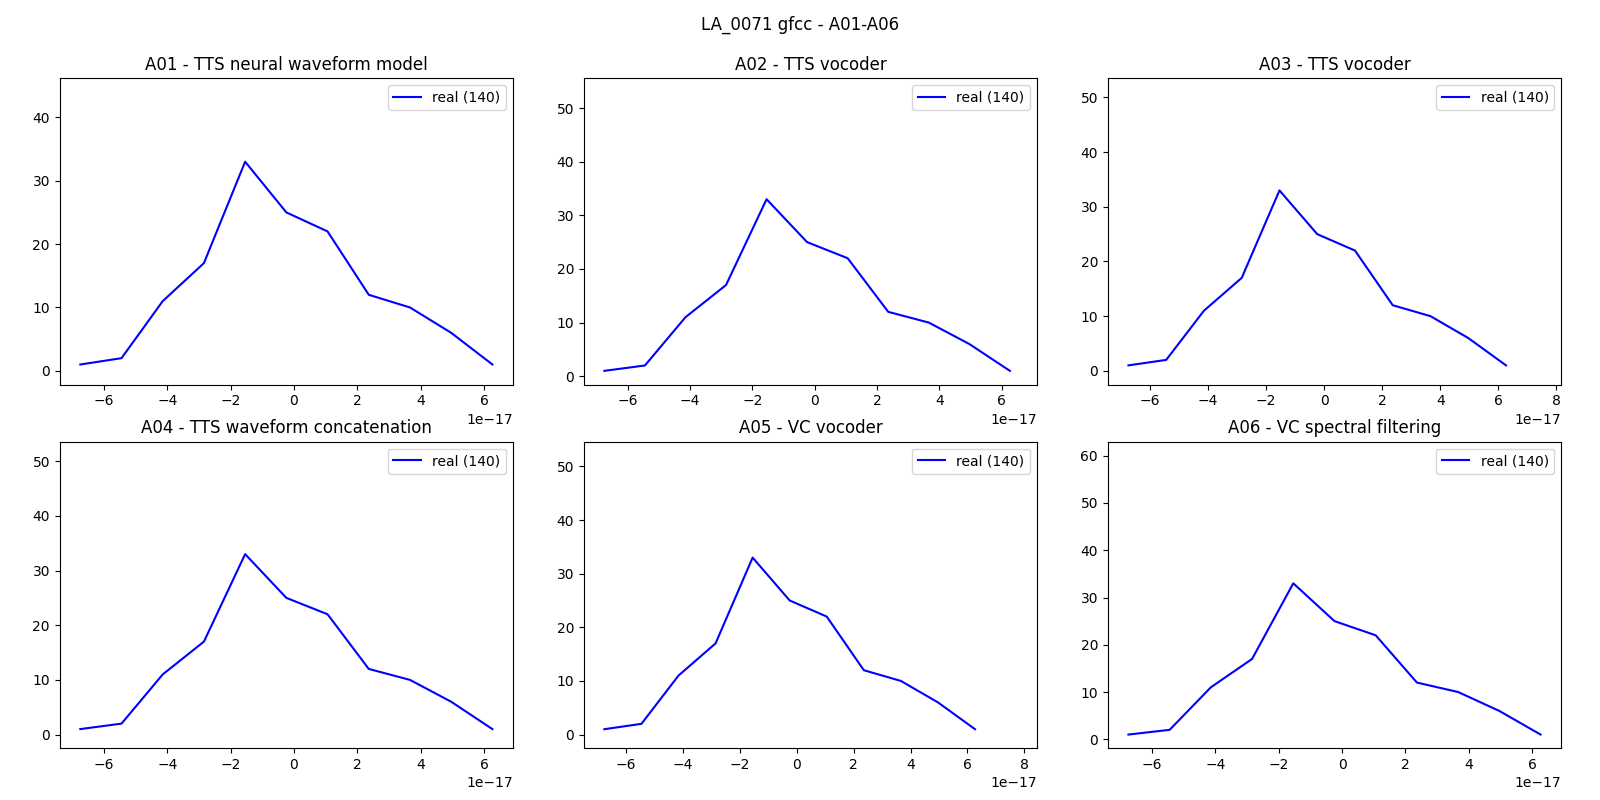 LA_0071 gfcc - A01-A06
A01 - TTS neural waveform model
real (140)
40
30
20
10
0
−6 −4 −2 0 2 4 6
1e−17
A02 - TTS vocoder
real (140)
50
40
30
20
10
0
−6 −4 −2 0 2 4 6
1e−17
A03 - TTS vocoder
real (140)
50
40
30
20
10
0
−6 −4 −2 0 2 4 6 8
1e−17
A04 - TTS waveform concatenation
real (140)
50
40
30
20
10
0
−6 −4 −2 0 2 4 6
1e−17
A05 - VC vocoder
real (140)
50
40
30
20
10
0
−6 −4 −2 0 2 4 6 8
1e−17
A06 - VC spectral filtering
real (140)
60
50
40
30
20
10
0
−6 −4 −2 0 2 4 6
1e−17